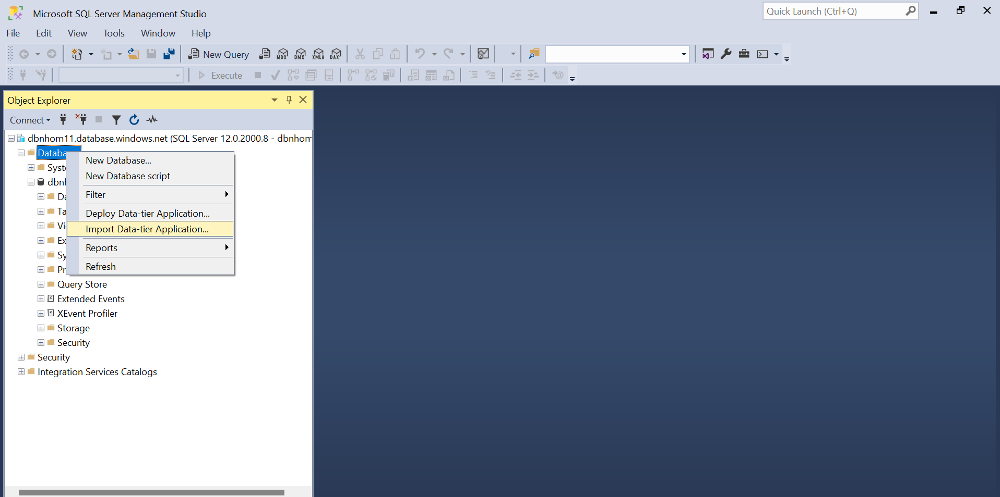 Microsoft SQL Server Management Studio
Quick Launch (Ctrl+Q)
File Edit View Tools Window Help
New Query MDX DMX XMLA DAX
Execute
Object Explorer
Connect
dbnhom11.database.windows.net (SQL Server 12.0.2000.8 - dbnhom
Databa
New Database...
Syst
New Database script
dbnl
Filter
Da
Ta
Deploy Data-tier Application...
Vi
Import Data-tier Application...
Ex
Reports
Sy
Pr
Refresh
Query Store
Extended Events
XEvent Profiler
Storage
Security
Security
Integration Services Catalogs